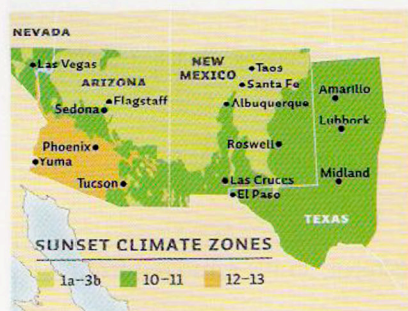 NEVADA
Las Vegas
ARIZONA
NEW
MEXICO
Taos
Santa Fe
Amarillo
Flagstaff
Sedona
Albuquerque
Lubbock
Phoenix
Roswell
Yuma
Tucson
Las Cruces
Midland
El Paso
TEXAS
SUNSET CLIMATE ZONES
1a–3b
10–11
12–13